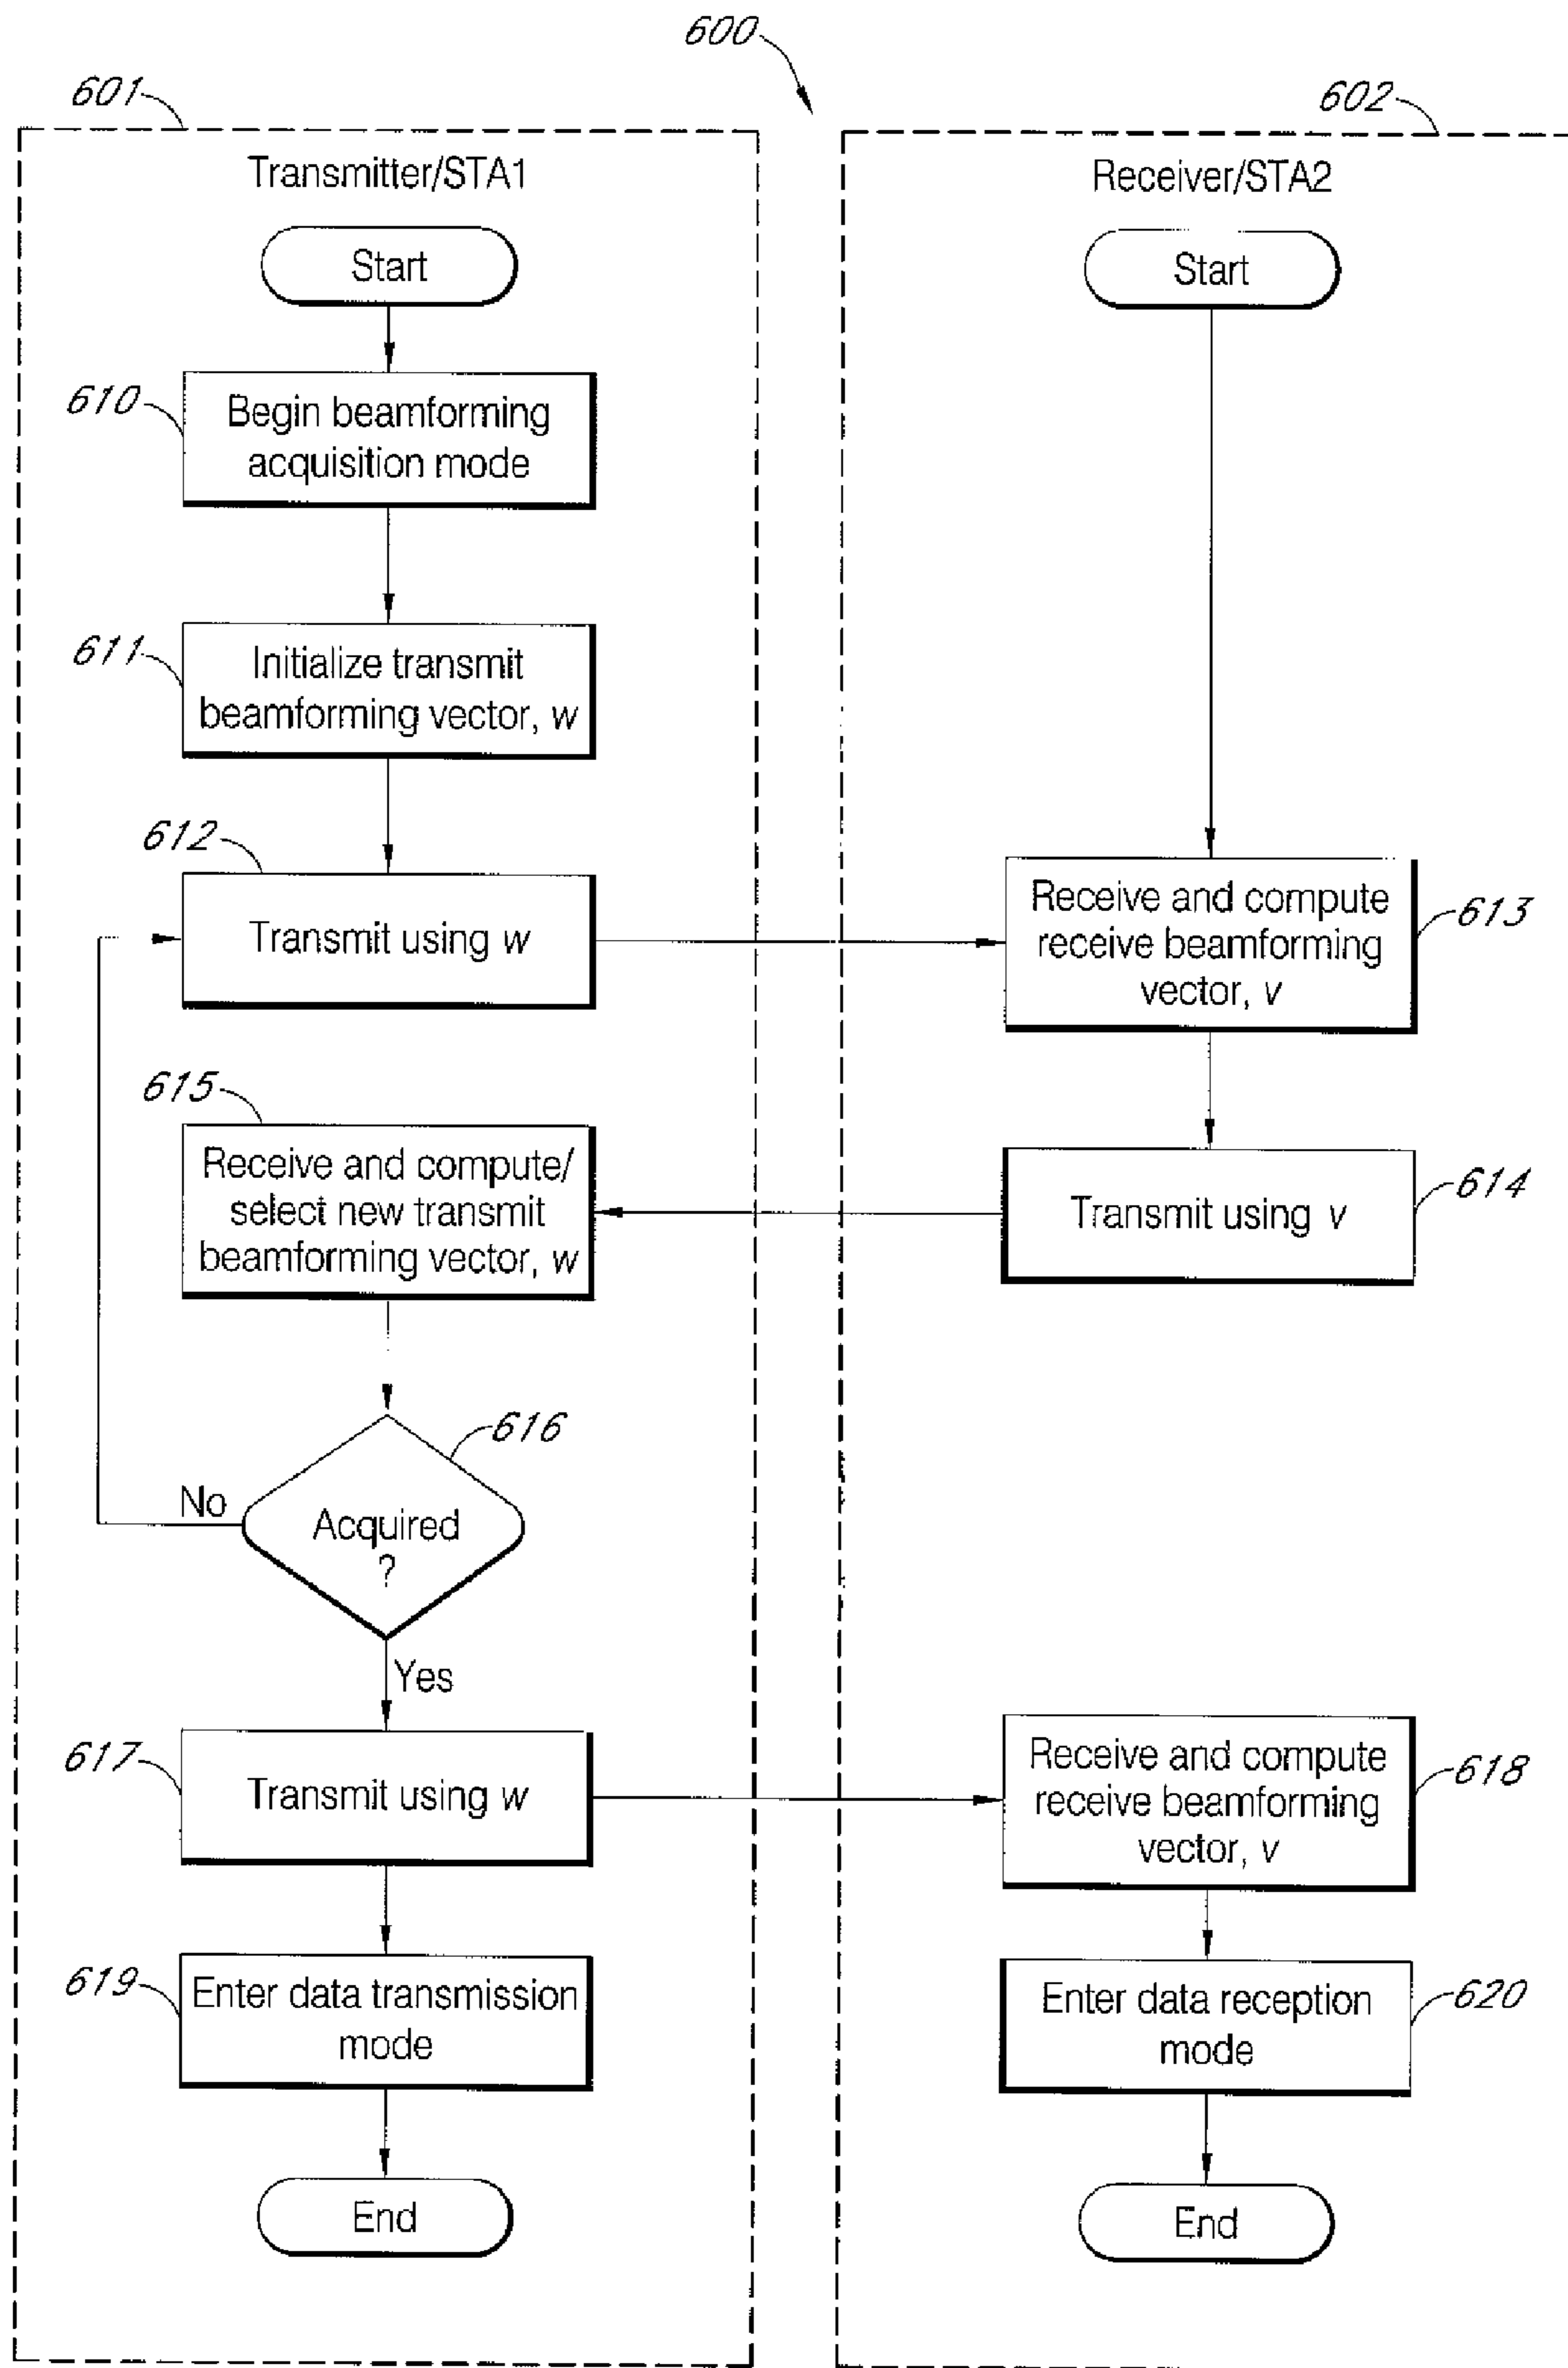 600
601
602
Transmitter/STA1
Receiver/STA2
Start
Start
610
Begin beamforming
acquisition mode
611
Initialize transmit
beamforming vector, w
612
Transmit using w
Receive and compute
receive beamforming
vector, v
613
615
Receive and compute/
select new transmit
beamforming vector, w
Transmit using v
614
616
Acquired
?
No
Yes
617
Transmit using w
Receive and compute
receive beamforming
vector, v
618
619
Enter data transmission
mode
Enter data reception
mode
620
End
End